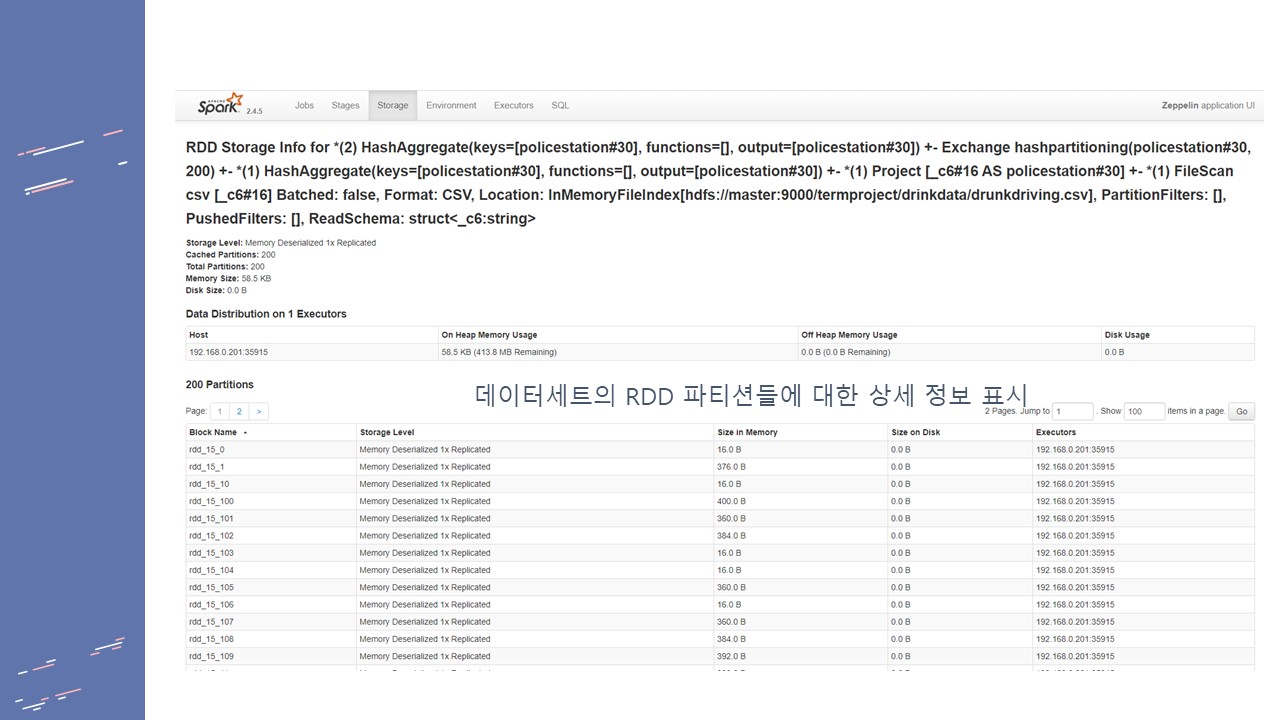 APACHE Spark 2.4.5 Jobs Stages Storage Environment Executors SQL Zeppelin application UI
RDD Storage Info for *(2) HashAggregate(keys=[policestation#30], functions=[], output=[policestation#30]) +- Exchange hashpartitioning(policestation#30,
200) +- *(1) HashAggregate(keys=[policestation#30], functions=[], output=[policestation#30]) +- *(1) Project [_c6#16 AS policestation#30] +- *(1) FileScan
csv [_c6#16] Batched: false, Format: CSV, Location: InMemoryFileIndex[hdfs://master:9000/termproject/drinkdata/drunkdriving.csv], PartitionFilters: [],
PushedFilters: [], ReadSchema: struct<_c6:string>
Storage Level: Memory Deserialized 1x Replicated
Cached Partitions: 200
Total Partitions: 200
Memory Size: 58.5 KB
Disk Size: 0.0 B
Data Distribution on 1 Executors
Host On Heap Memory Usage Off Heap Memory Usage Disk Usage
192.168.0.201:35915 58.5 KB (413.8 MB Remaining) 0.0 B (0.0 B Remaining) 0.0 B
200 Partitions
데이터세트의 RDD 파티션들에 대한 상세 정보 표시
Page: 1 2 > 2 Pages. Jump to 1 . Show 100 items in a page. Go
Block Name Storage Level Size in Memory Size on Disk Executors
rdd_15_0 Memory Deserialized 1x Replicated 16.0 B 0.0 B 192.168.0.201:35915
rdd_15_1 Memory Deserialized 1x Replicated 376.0 B 0.0 B 192.168.0.201:35915
rdd_15_10 Memory Deserialized 1x Replicated 16.0 B 0.0 B 192.168.0.201:35915
rdd_15_100 Memory Deserialized 1x Replicated 400.0 B 0.0 B 192.168.0.201:35915
rdd_15_101 Memory Deserialized 1x Replicated 360.0 B 0.0 B 192.168.0.201:35915
rdd_15_102 Memory Deserialized 1x Replicated 384.0 B 0.0 B 192.168.0.201:35915
rdd_15_103 Memory Deserialized 1x Replicated 16.0 B 0.0 B 192.168.0.201:35915
rdd_15_104 Memory Deserialized 1x Replicated 16.0 B 0.0 B 192.168.0.201:35915
rdd_15_105 Memory Deserialized 1x Replicated 360.0 B 0.0 B 192.168.0.201:35915
rdd_15_106 Memory Deserialized 1x Replicated 16.0 B 0.0 B 192.168.0.201:35915
rdd_15_107 Memory Deserialized 1x Replicated 360.0 B 0.0 B 192.168.0.201:35915
rdd_15_108 Memory Deserialized 1x Replicated 384.0 B 0.0 B 192.168.0.201:35915
rdd_15_109 Memory Deserialized 1x Replicated 392.0 B 0.0 B 192.168.0.201:35915